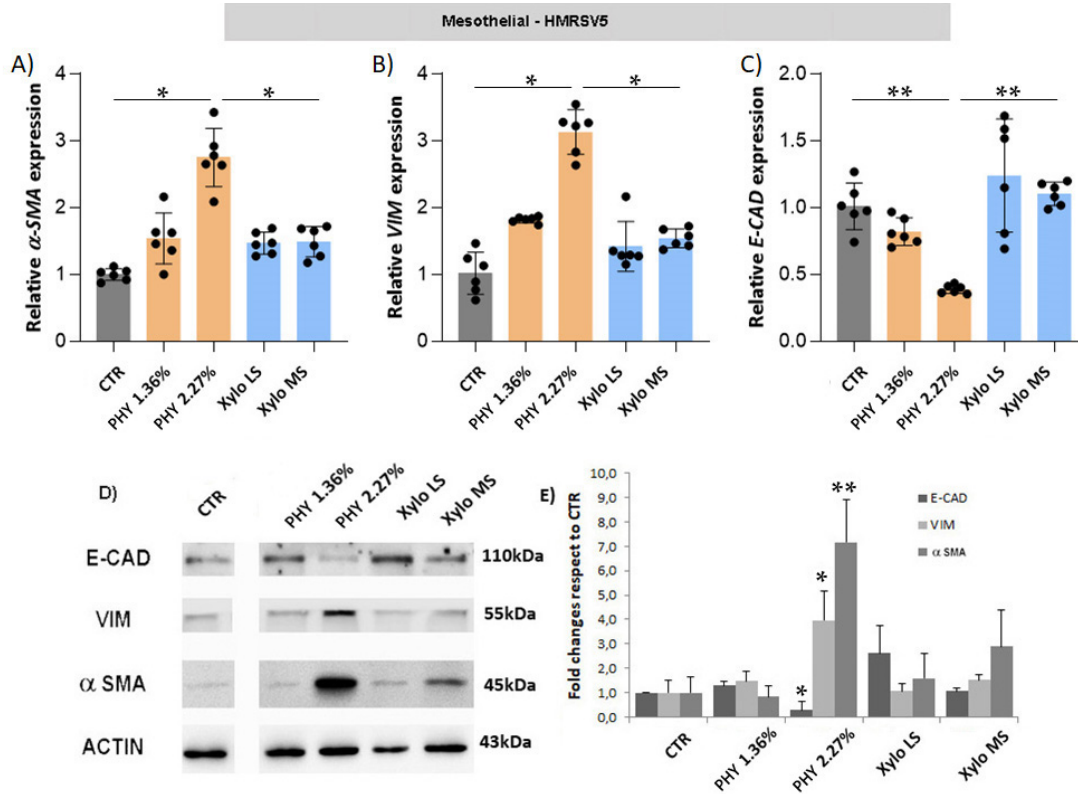 Mesothelial - HMRSV5
A)
Relative α-SMA expression
4
3
2
1
0
*
*
CTR
PHY 1.36%
PHY 2.27%
Xylo LS
Xylo MS
B)
Relative VIM expression
4
3
2
1
0
*
*
CTR
PHY 1.36%
PHY 2.27%
Xylo LS
Xylo MS
C)
Relative E-CAD expression
2.0
1.5
1.0
0.5
0.0
**
**
CTR
PHY 1.36%
PHY 2.27%
Xylo LS
Xylo MS
D)
CTR
PHY 1.36%
PHY 2.27%
Xylo LS
Xylo MS
E-CAD
110kDa
VIM
55kDa
α SMA
45kDa
ACTIN
43kDa
E)
Fold changes respect to CTR
10,0
9,0
8,0
7,0
6,0
5,0
4,0
3,0
2,0
1,0
0,0
E-CAD
VIM
α SMA
*
*
**
CTR
PHY 1.36%
PHY 2.27%
Xylo LS
Xylo MS